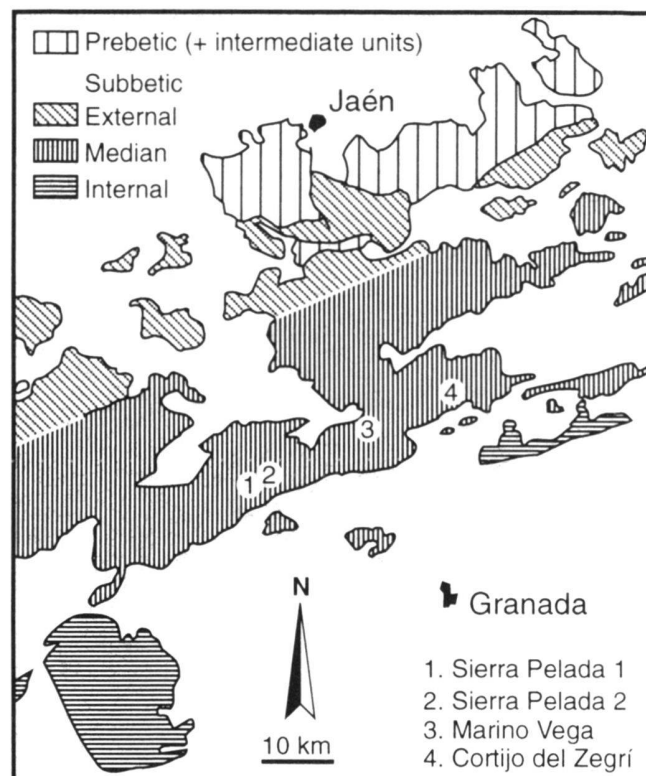 Prebetic (+ intermediate units)
Subbetic
External
Median
Internal
Jaén
4
3
1 2
N
Granada
10 km
1. Sierra Pelada 1
2. Sierra Pelada 2
3. Marino Vega
4. Cortijo del Zegrí